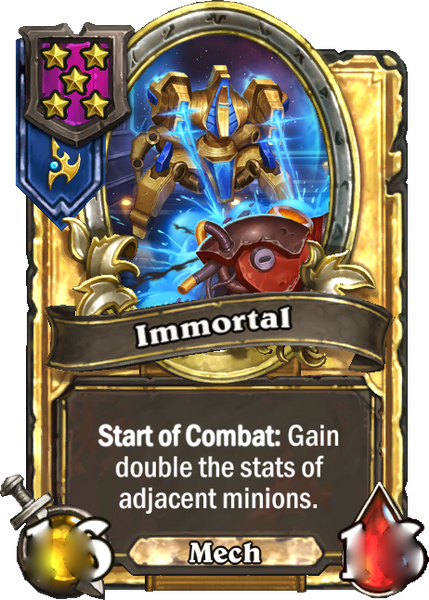 Immortal
Start of Combat: Gain
double the stats of
adjacent minions.
Mech